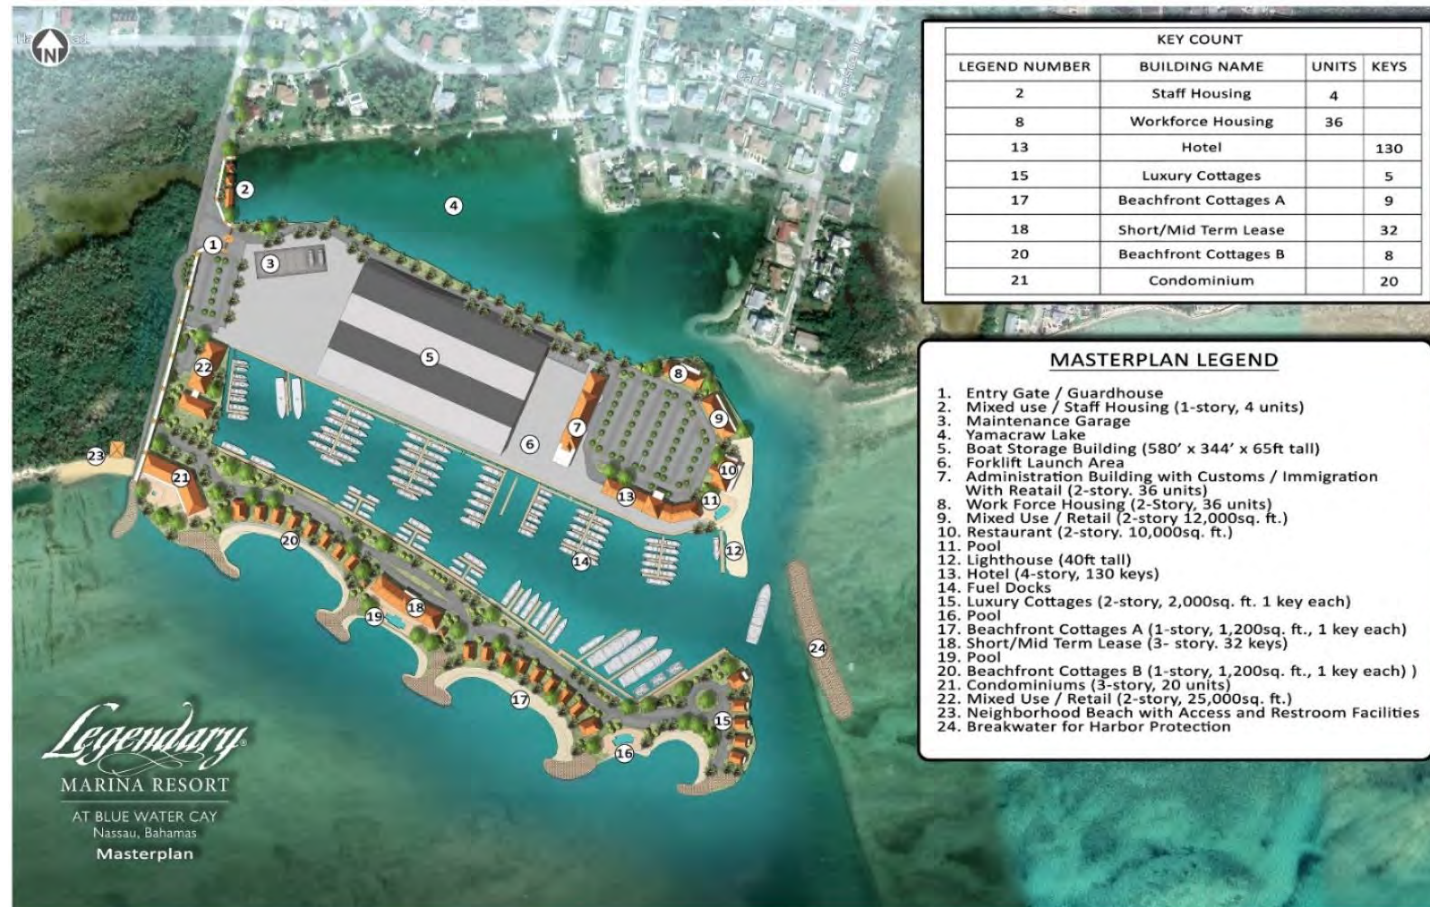 N
KEY COUNT
LEGEND NUMBER BUILDING NAME UNITS KEYS
2 Staff Housing 4
8 Workforce Housing 36
13 Hotel 130
15 Luxury Cottages 5
17 Beachfront Cottages A 9
18 Short/Mid Term Lease 32
20 Beachfront Cottages B 8
21 Condominium 20
MASTERPLAN LEGEND
1. Entry Gate / Guardhouse
2. Mixed use / Staff Housing (1-story, 4 units)
3. Maintenance Garage
4. Yamacraw Lake
5. Boat Storage Building (580’ x 344’ x 65ft tall)
6. Forklift Launch Area
7. Administration Building with Customs / Immigration
With Reatail (2-story. 36 units)
8. Work Force Housing (2-Story, 36 units)
9. Mixed Use / Retail (2-story 12,000sq. ft.)
10. Restaurant (2-story. 10,000sq. ft.)
11. Pool
12. Lighthouse (40ft tall)
13. Hotel (4-story, 130 keys)
14. Fuel Docks
15. Luxury Cottages (2-story, 2,000sq. ft. 1 key each)
16. Pool
17. Beachfront Cottages A (1-story, 1,200sq. ft., 1 key each)
18. Short/Mid Term Lease (3- story. 32 keys)
19. Pool
20. Beachfront Cottages B (1-story, 1,200sq. ft., 1 key each) )
21. Condominiums (3-story, 20 units)
22. Mixed Use / Retail (2-story, 25,000sq. ft.)
23. Neighborhood Beach with Access and Restroom Facilities
24. Breakwater for Harbor Protection
2
4
1
3
5
22
8
9
7
6
10
23
21
13
11
20
12
14
18
19
24
17
15
16
Legendary®
MARINA RESORT
AT BLUE WATER CAY
Nassau, Bahamas
Masterplan